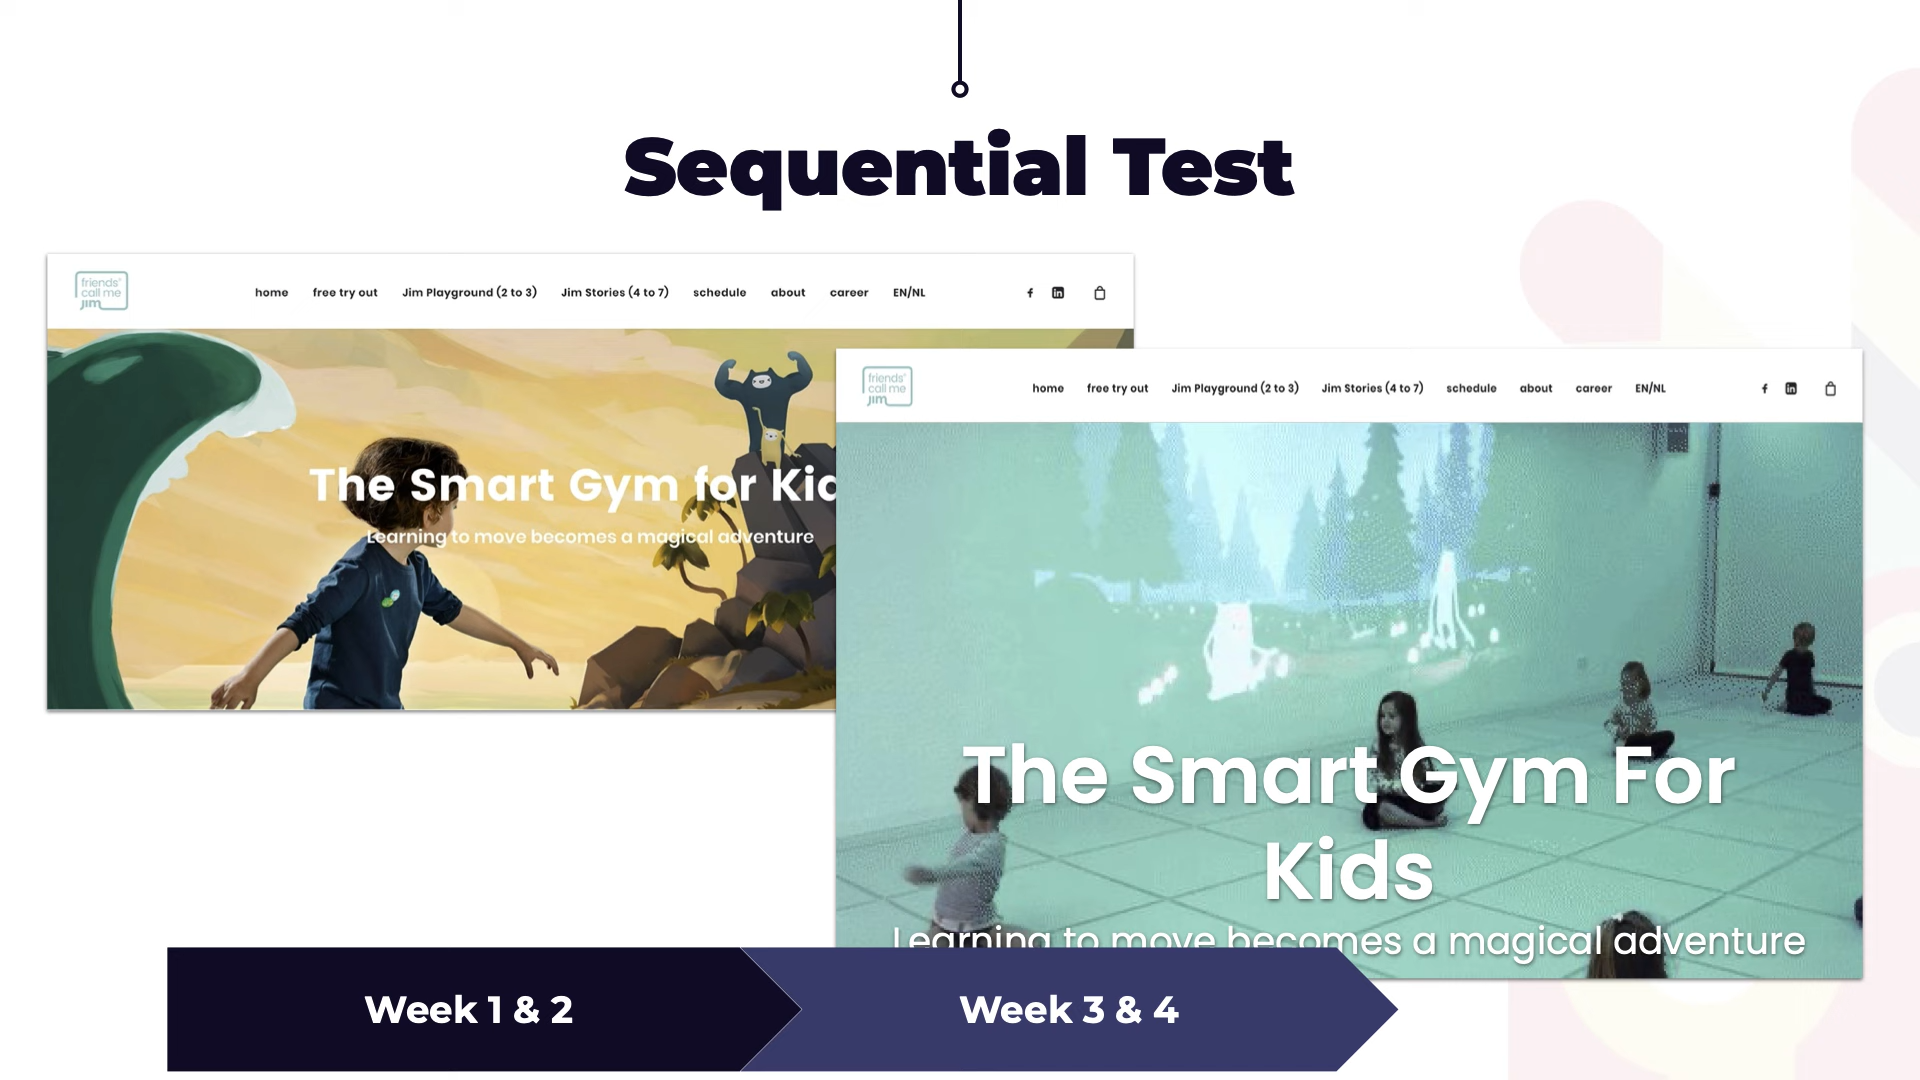 Sequential Test
friends'
call me
Jim
home free try out Jim Playground (2 to 3) Jim Stories (4 to 7) schedule about career EN/NL
The Smart Gym for Kid
Learning to move becomes a magical adventure
friends'
call me
Jim
home free try out Jim Playground (2 to 3) Jim Stories (4 to 7) schedule about career EN/NL
The Smart Gym For
Kids
Learning to move becomes a magical adventure
Week 1 & 2
Week 3 & 4